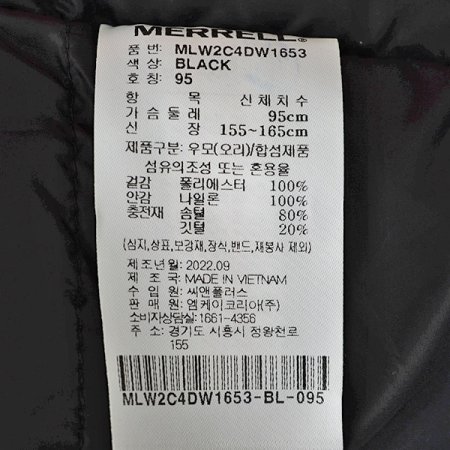 MERRELL®
품 번: MLW2C4DW1653
색 상: BLACK
호 칭: 95
항 목 신체치수
가슴둘레 95cm
신 장 155~165cm
제품구분: 우모(오리)/합섬제품
섬유의조성 또는 혼용율
겉감 폴리에스터 100%
안감 나일론 100%
충전재 솜털 80%
깃털 20%
(심지,상표,보강재,장식,밴드,재봉사 제외)
제조년월: 2022.09
제 조 국: MADE IN VIETNAM
수 입 원: 씨앤플러스
판 매 원: 엠케이코리아(주)
소비자상담실: 1661-4356
주 소: 경기도 시흥시 정왕천로
155
MLW2C4DW1653-BL-095